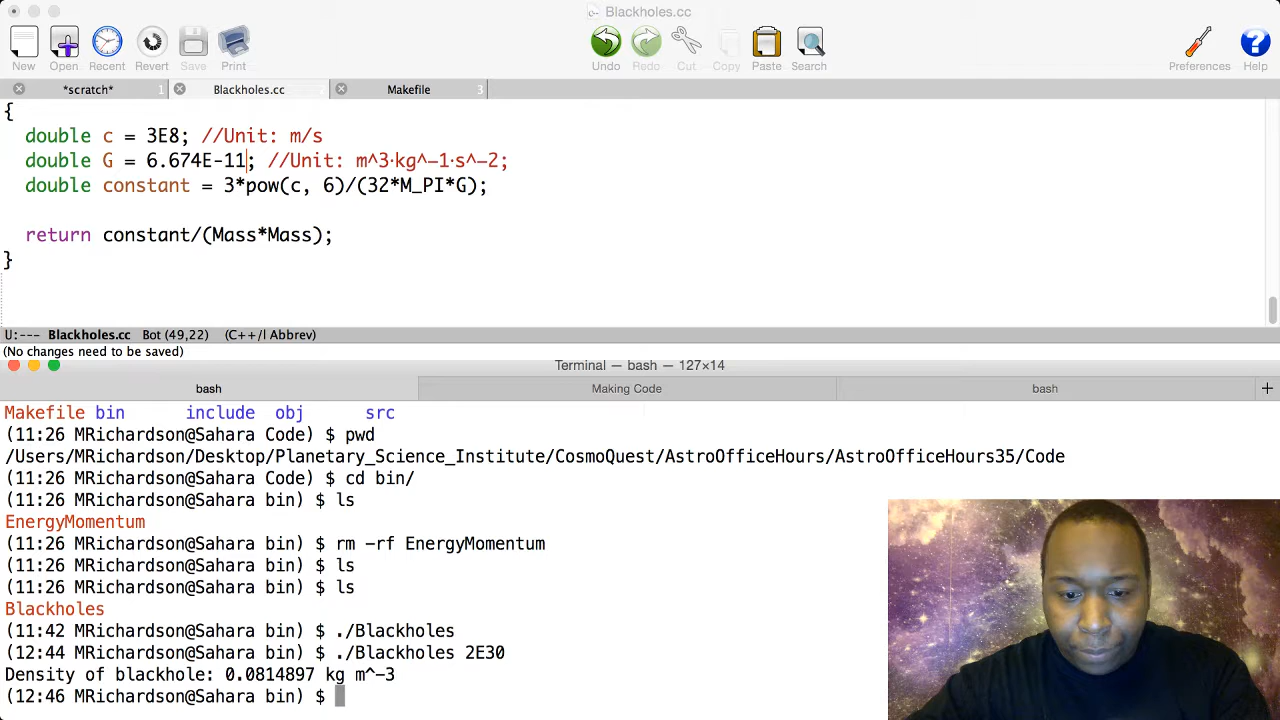 Blackholes.cc
New Open Recent Revert Save Print Undo Redo Cut Copy Paste Search Preferences Help
*scratch* 1 Blackholes.cc 2 Makefile 3
{
double c = 3E8; //Unit: m/s
double G = 6.674E-11; //Unit: m^3·kg^-1·s^-2;
double constant = 3*pow(c, 6)/(32*M_PI*G);
return constant/(Mass*Mass);
}
U:--- Blackholes.cc Bot (49,22) (C++/l Abbrev)
(No changes need to be saved)
Terminal — bash — 127×14
bash Making Code bash +
Makefile bin include obj src
(11:26 MRichardson@Sahara Code) $ pwd
/Users/MRichardson/Desktop/Planetary_Science_Institute/CosmoQuest/AstroOfficeHours/AstroOfficeHours35/Code
(11:26 MRichardson@Sahara Code) $ cd bin/
(11:26 MRichardson@Sahara bin) $ ls
EnergyMomentum
(11:26 MRichardson@Sahara bin) $ rm -rf EnergyMomentum
(11:26 MRichardson@Sahara bin) $ ls
(11:26 MRichardson@Sahara bin) $ ls
Blackholes
(11:42 MRichardson@Sahara bin) $ ./Blackholes
(12:44 MRichardson@Sahara bin) $ ./Blackholes 2E30
Density of blackhole: 0.0814897 kg m^-3
(12:46 MRichardson@Sahara bin) $